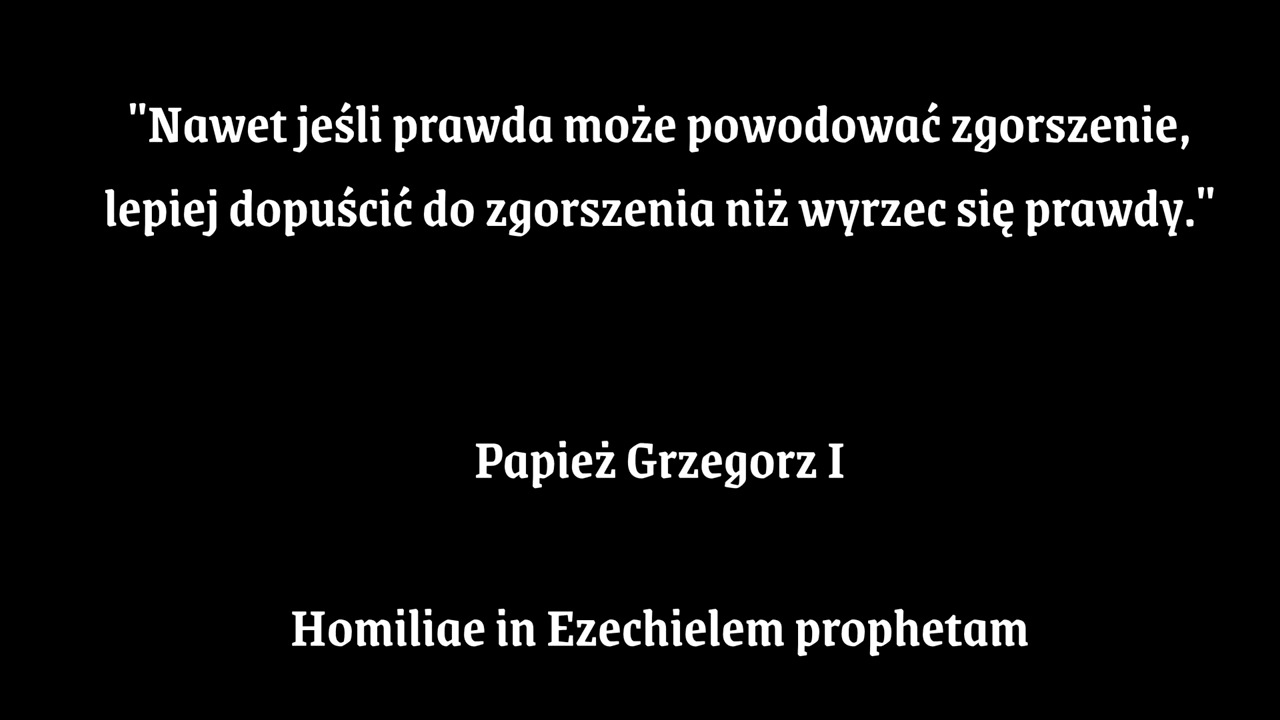 "Nawet jeśli prawda może powodować zgorszenie,
lepiej dopuścić do zgorszenia niż wyrzec się prawdy."
Papież Grzegorz I
Homiliae in Ezechielem prophetam